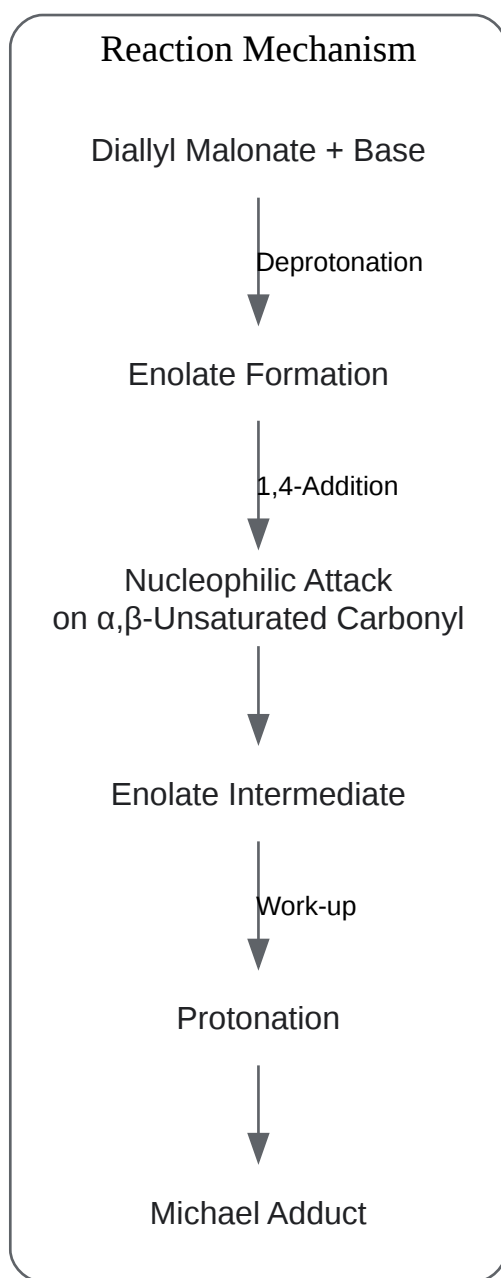 Reaction Mechanism
Diallyl Malonate + Base
Deprotonation
Enolate Formation
1,4-Addition
Nucleophilic Attack
on α,β-Unsaturated Carbonyl
Enolate Intermediate
Work-up
Protonation
Michael Adduct